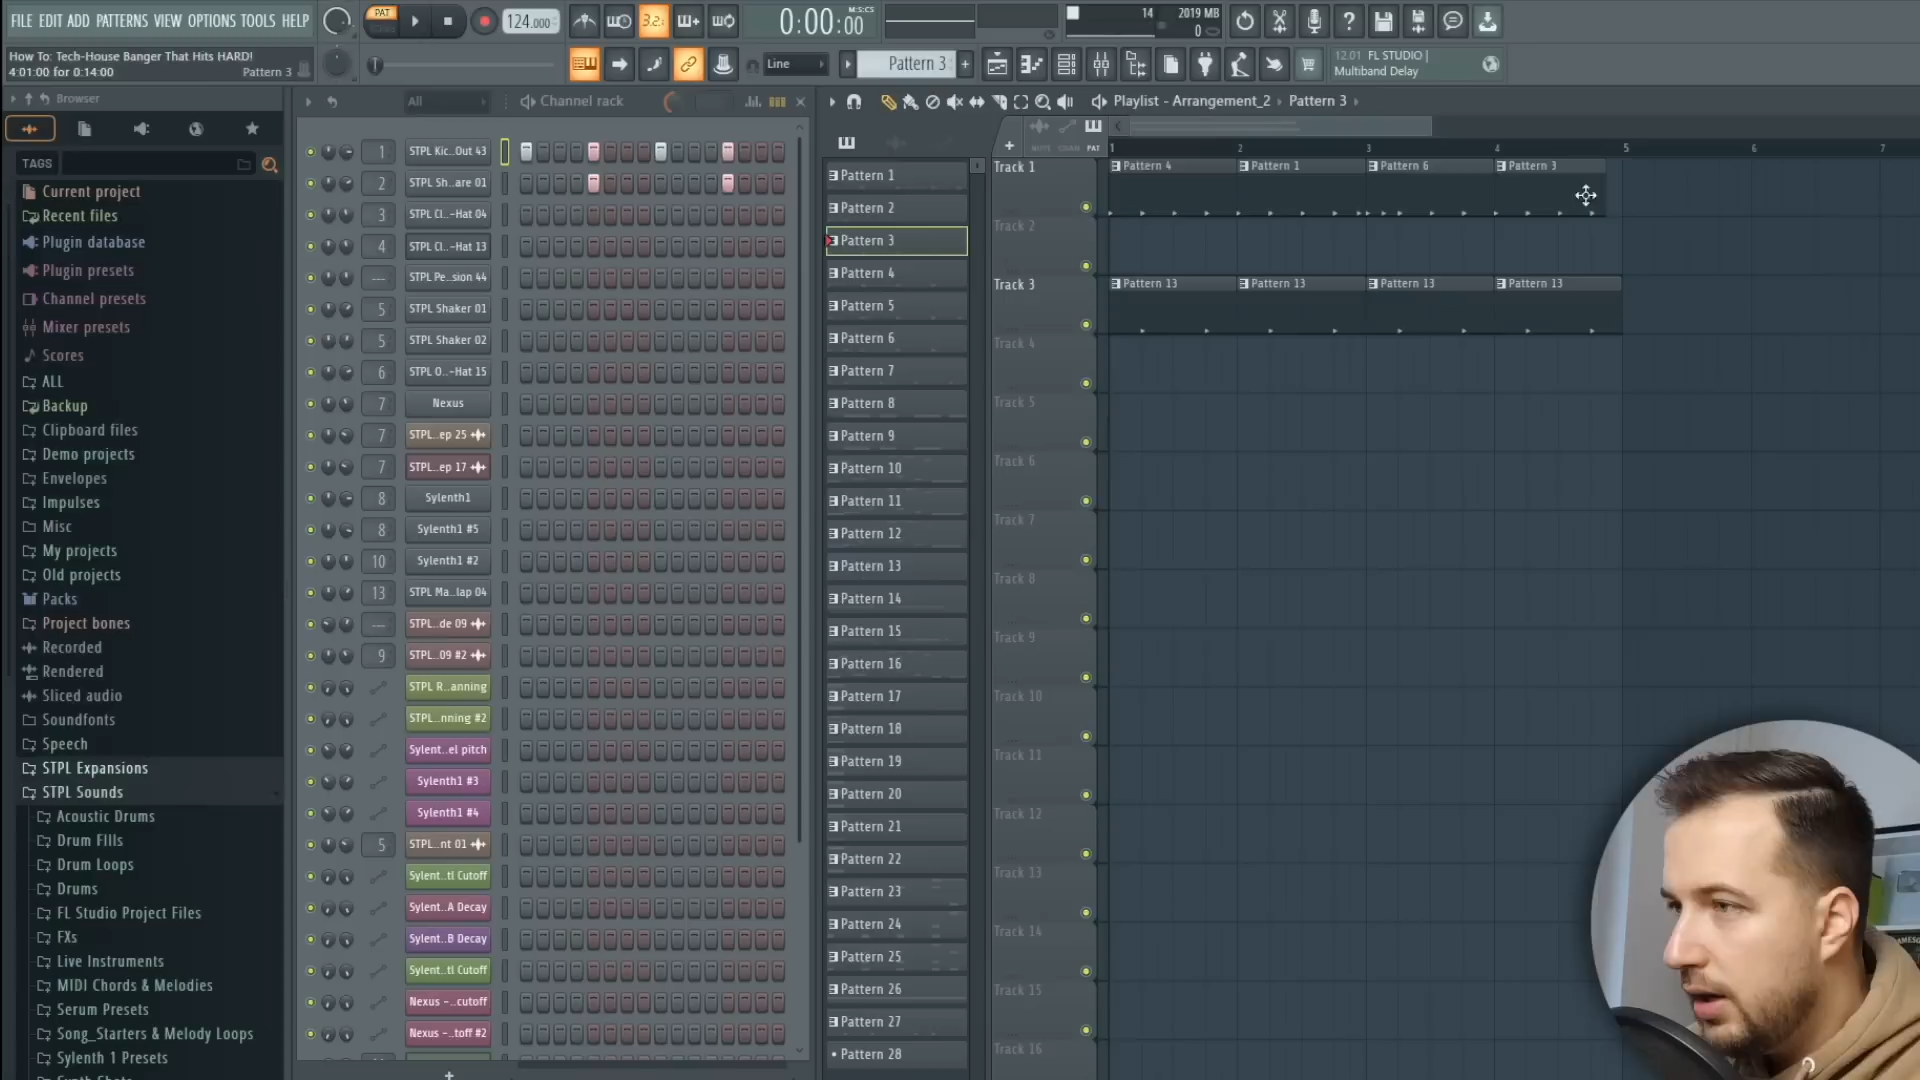 FILE EDIT ADD PATTERNS VIEW OPTIONS TOOLS HELP
PAT
124.000
3.2.
0:00:00
M:S:CS
14
2019 MB
0
How To: Tech-House Banger That Hits HARD!
4:01:00 for 0:14:00
Pattern 3
Line
Pattern 3
12.01 FL STUDIO |
Multiband Delay
Browser
All
Channel rack
Playlist - Arrangement_2
Pattern 3
TAGS
Current project
Recent files
Plugin database
Plugin presets
Channel presets
Mixer presets
Scores
ALL
Backup
Clipboard files
Demo projects
Envelopes
Impulses
Misc
My projects
Old projects
Packs
Project bones
Recorded
Rendered
Sliced audio
Soundfonts
Speech
STPL Expansions
STPL Sounds
Acoustic Drums
Drum FIlls
Drum Loops
Drums
FL Studio Project Files
FXs
Live Instruments
MIDI Chords & Melodies
Serum Presets
Song_Starters & Melody Loops
Sylenth 1 Presets
1 STPL Kic..Out 43
2 STPL Sh..are 01
3 STPL Cl..-Hat 04
4 STPL Cl..-Hat 13
--- STPL Pe..sion 44
5 STPL Shaker 01
5 STPL Shaker 02
6 STPL O..-Hat 15
7 Nexus
7 STPL..ep 25
7 STPL..ep 17
8 Sylenth1
8 Sylenth1 #5
10 Sylenth1 #2
13 STPL Ma..lap 04
--- STPL..de 09
9 STPL..09 #2
STPL R..anning
STPL..nning #2
Sylent..el pitch
Sylenth1 #3
Sylenth1 #4
5 STPL..nt 01
Sylent..tl Cutoff
Sylent..A Decay
Sylent..B Decay
Sylent..tl Cutoff
Nexus -..cutoff
Nexus -..toff #2
Pattern 1
Pattern 2
Pattern 3
Pattern 4
Pattern 5
Pattern 6
Pattern 7
Pattern 8
Pattern 9
Pattern 10
Pattern 11
Pattern 12
Pattern 13
Pattern 14
Pattern 15
Pattern 16
Pattern 17
Pattern 18
Pattern 19
Pattern 20
Pattern 21
Pattern 22
Pattern 23
Pattern 24
Pattern 25
Pattern 26
Pattern 27
Pattern 28
NOTE CHAN PAT
1 2 3 4 5 6 7
Track 1
Pattern 4 Pattern 1 Pattern 6 Pattern 3
Track 2
Track 3
Pattern 13 Pattern 13 Pattern 13 Pattern 13
Track 4
Track 5
Track 6
Track 7
Track 8
Track 9
Track 10
Track 11
Track 12
Track 13
Track 14
Track 15
Track 16